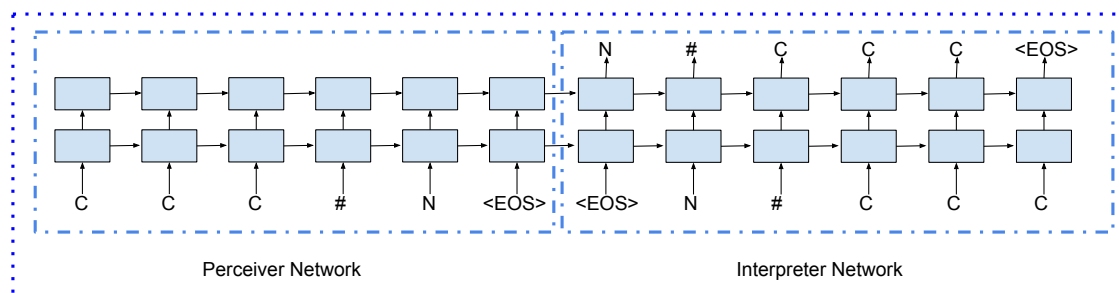 N # C C C <EOS>
C C C # N <EOS> <EOS> N # C C C
Perceiver Network Interpreter Network